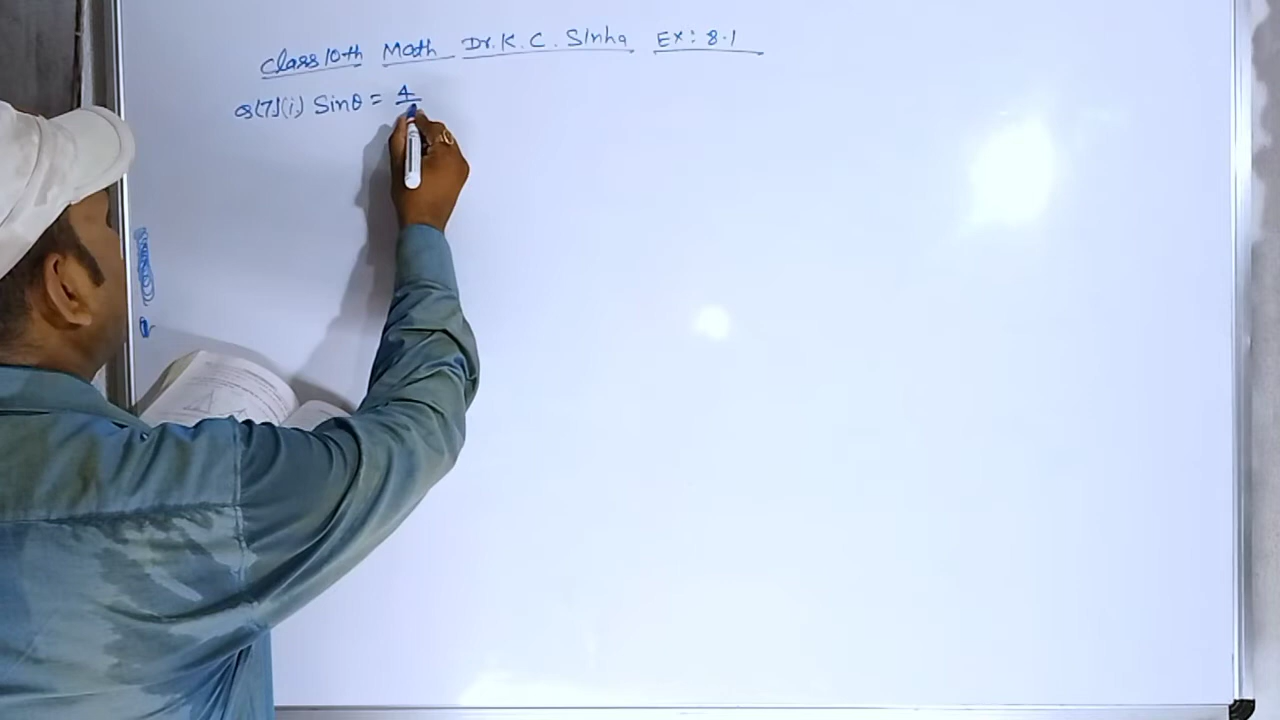 Class 10th Math Dr. K. C. Sinha Ex: 8.1
Q[7](i) Sinθ = 4/